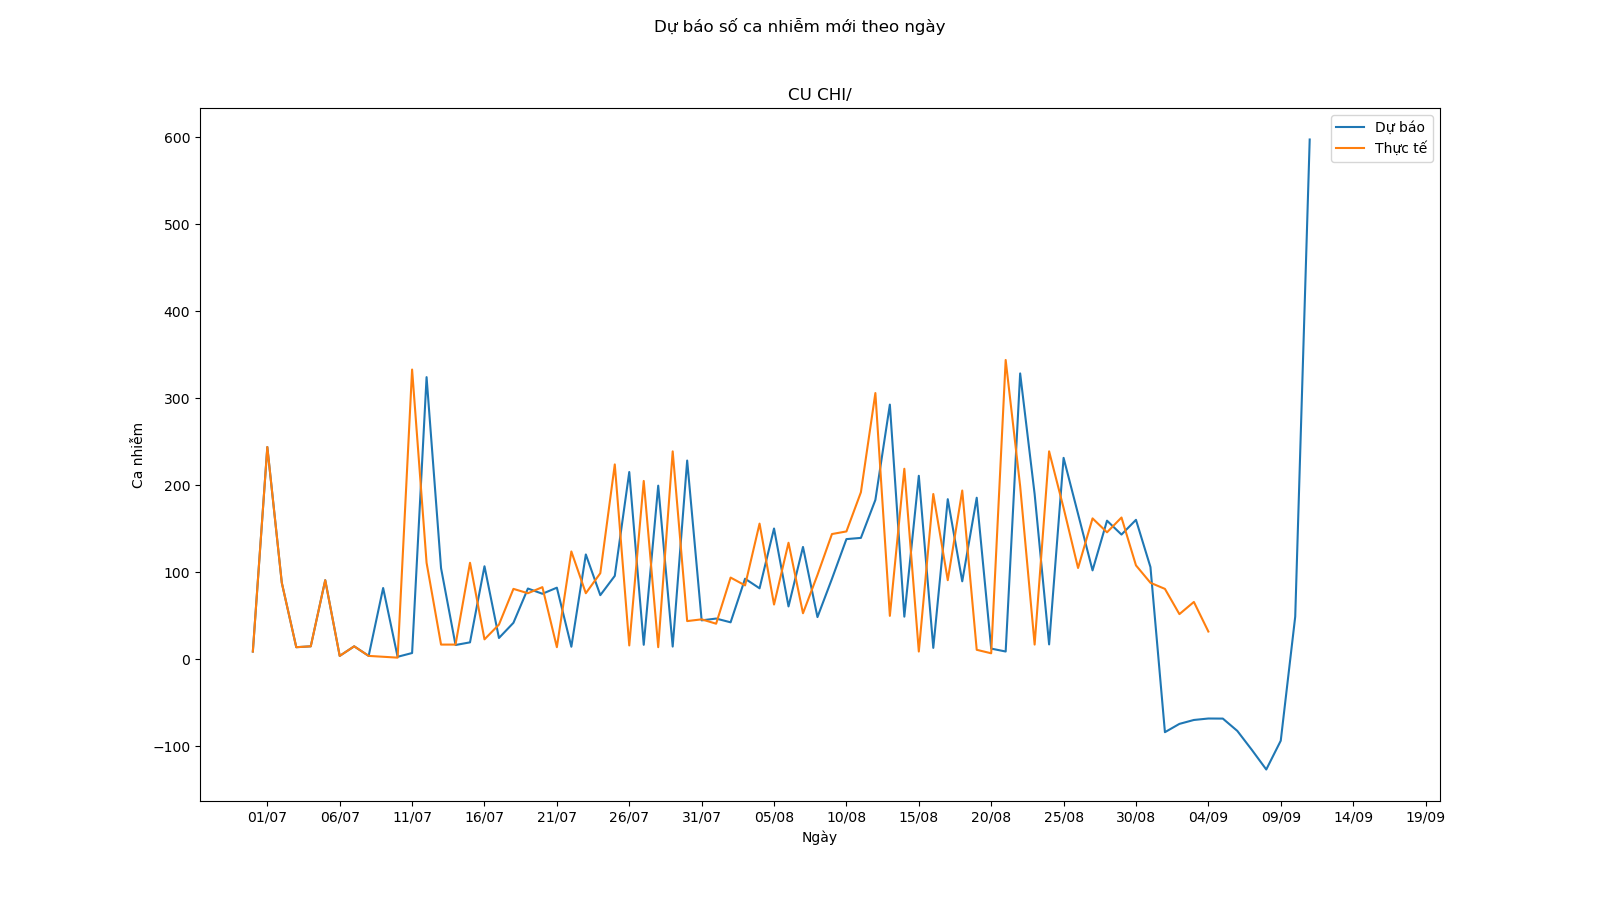 Dự báo số ca nhiễm mới theo ngày
CU CHI/
Dự báo
Thực tế
600
500
400
300
200
100
0
−100
Ca nhiễm
01/07 06/07 11/07 16/07 21/07 26/07 31/07 05/08 10/08 15/08 20/08 25/08 30/08 04/09 09/09 14/09 19/09
Ngày